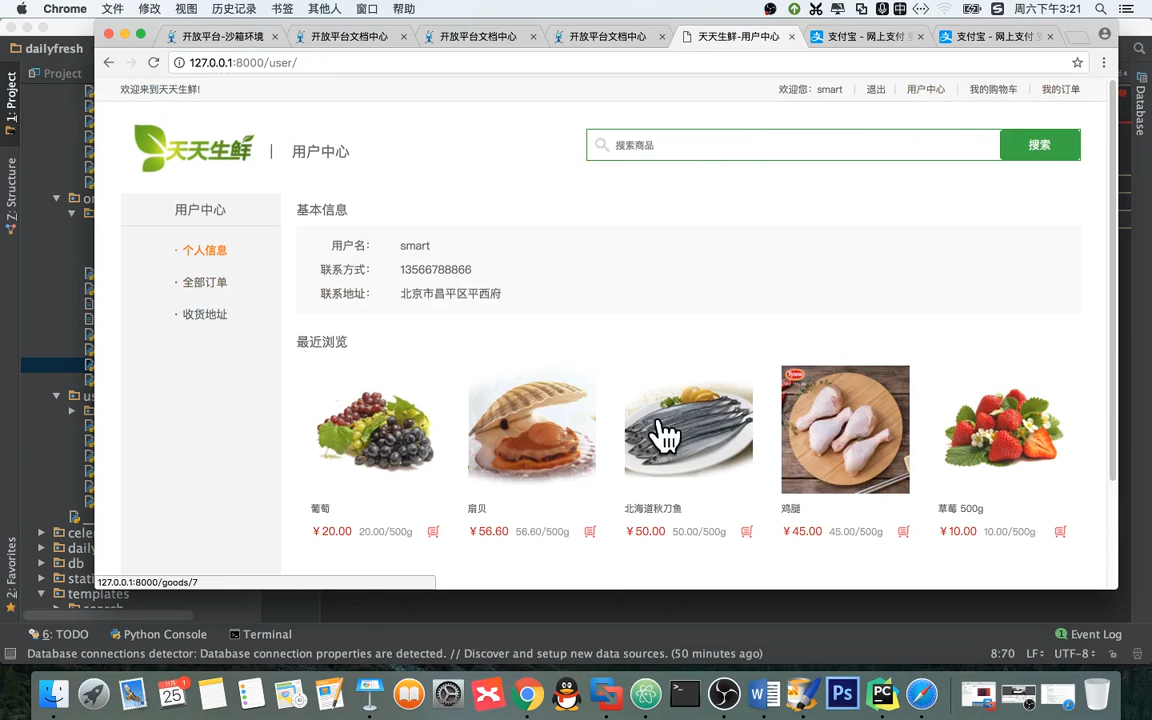 Chrome 文件 修改 视图 历史记录 书签 其他人 窗口 帮助 周六下午3:21
开放平台-沙箱环境 开放平台文档中心 开放平台文档中心 开放平台文档中心 天天生鲜-用户中心 支付宝 - 网上支付 支付宝 - 网上支付
dailyfresh
127.0.0.1:8000/user/
Project
1: Project
Z: Structure
2: Favorites
Database
欢迎来到天天生鲜! 欢迎您: smart 退出 用户中心 我的购物车 我的订单
天天生鲜 | 用户中心 搜索商品 搜索
用户中心
· 个人信息
· 全部订单
· 收货地址
基本信息
用户名: smart
联系方式: 13566788866
联系地址: 北京市昌平区平西府
最近浏览
Tyson
葡萄 扇贝 北海道秋刀鱼 鸡腿 草莓 500g
￥20.00 20.00/500g ￥56.60 56.60/500g ￥50.00 50.00/500g ￥45.00 45.00/500g ￥10.00 10.00/500g
127.0.0.1:8000/goods/7
celer
daily
db
stati
templates
6: TODO Python Console Terminal 1 Event Log
Database connections detector: Database connection properties are detected. // Discover and setup new data sources. (50 minutes ago) 8:70 LF÷ UTF-8÷
25
Ps
PC